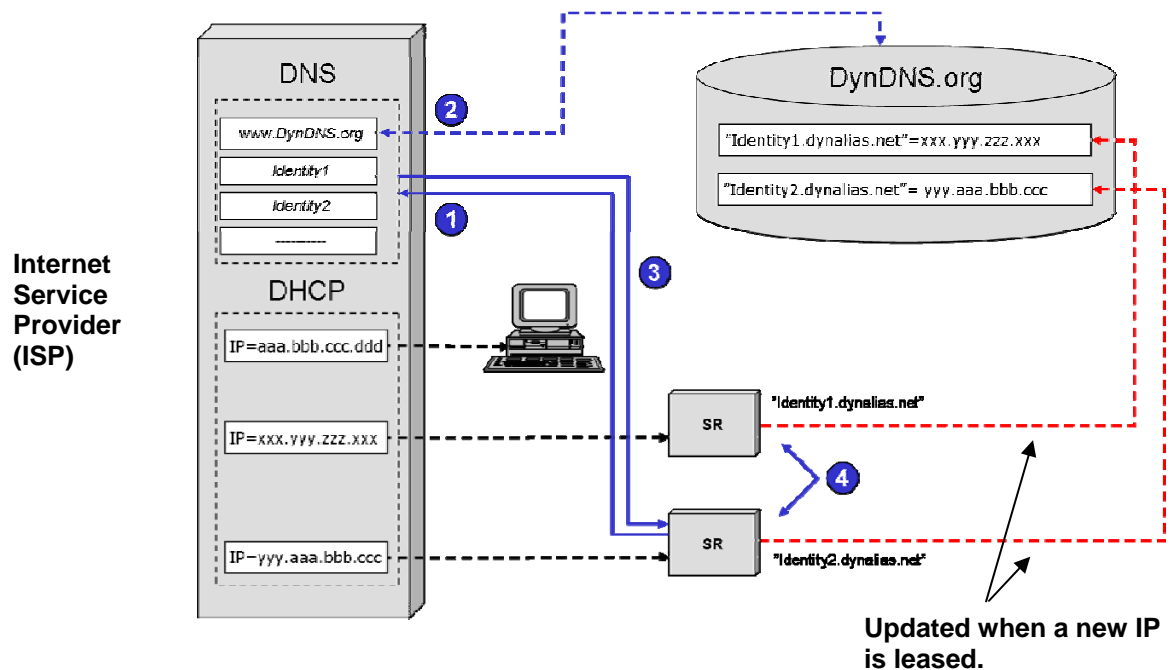 DNS
www.DynDNS.org
Identity1
Identity2
-----------
DHCP
IP=aaa.bbb.ccc.ddd
IP=xxx.yyy.zzz.xxx
IP=yyy.aaa.bbb.ccc
Internet
Service
Provider
(ISP)
2
1
3
DynDNS.org
"Identity1.dynalias.net"=xxx.yyy.zzz.xxx
"Identity2.dynalias.net"= yyy.aaa.bbb.ccc
SR
"Identity1.dynalias.net"
4
SR
"Identity2.dynalias.net"
Updated when a new IP
is leased.